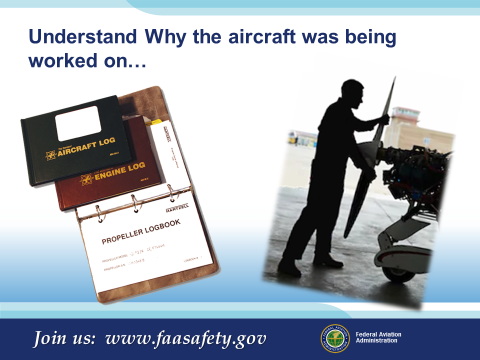 Understand Why the aircraft was being
worked on…
AIRCRAFT LOG
ENGINE LOG
HARTZELL
PROPELLER LOGBOOK
Join us: www.faasafety.gov
Federal Aviation
Administration